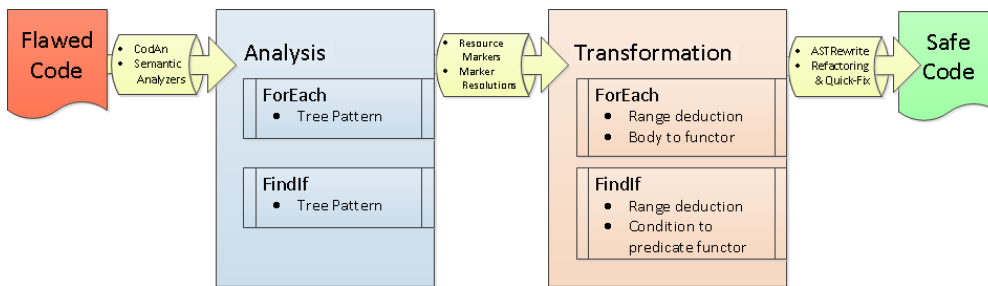 Flawed
Code
• CodAn
• Semantic
Analyzers
Analysis
ForEach
• Tree Pattern
FindIf
• Tree Pattern
• Resource
Markers
• Marker
Resolutions
Transformation
ForEach
• Range deduction
• Body to functor
FindIf
• Range deduction
• Condition to
predicate functor
• ASTRewrite
• Refactoring
& Quick-Fix
Safe
Code